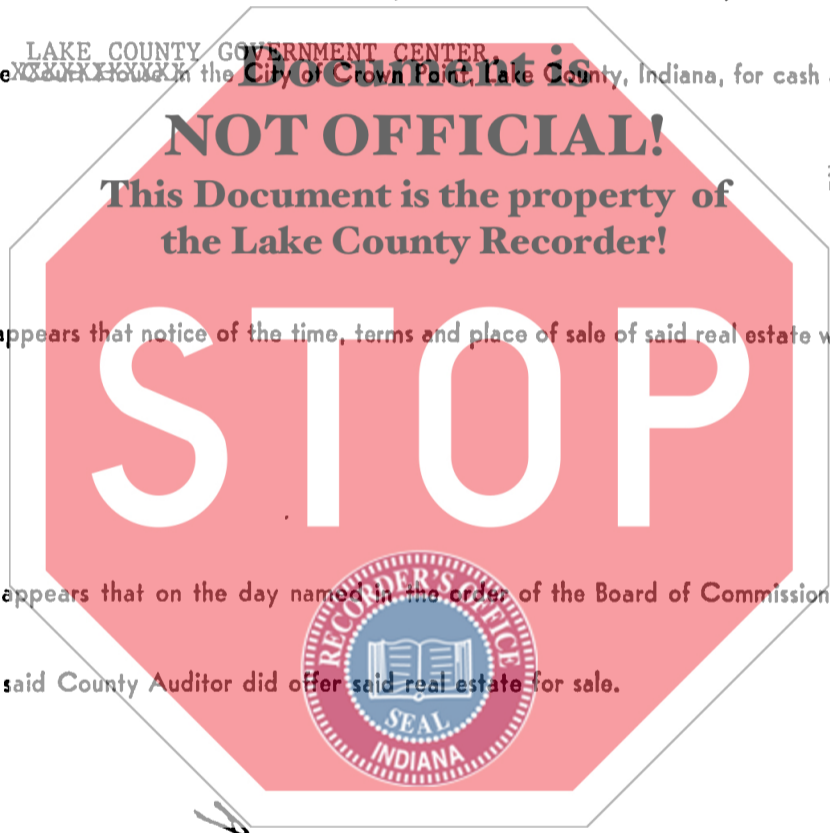 LAKE COUNTY GOVERNMENT CENTER,
e Court House in the City of Crown Point, Lake County, Indiana, for cash
Document is
NOT OFFICIAL!
This Document is the property of
the Lake County Recorder!
appears that notice of the time, terms and place of sale of said real estate w
STOP
appears that on the day named in the order of the Board of Commission
said County Auditor did offer said real estate for sale.
RECORDER'S OFFICE
SEAL
INDIANA